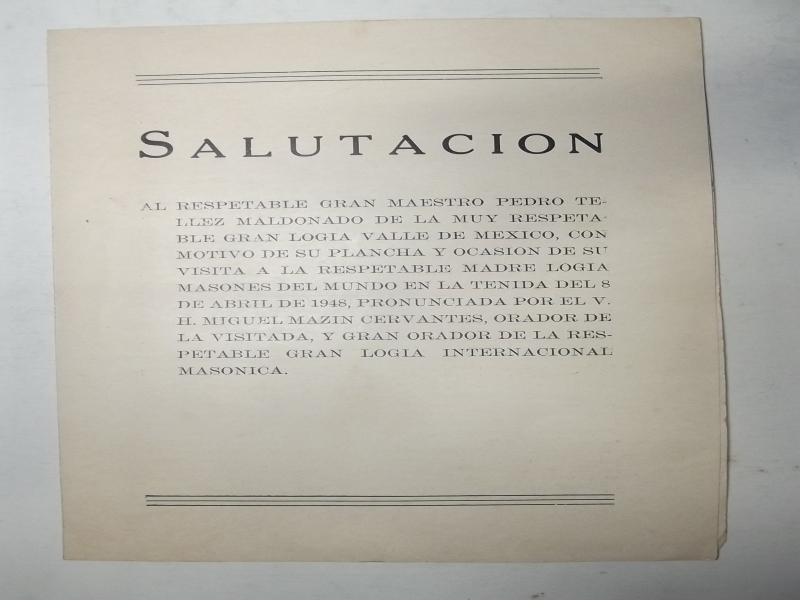 SALUTACION
AL RESPETABLE GRAN MAESTRO PEDRO TE-
LLEZ MALDONADO DE LA MUY RESPETA-
BLE GRAN LOGIA VALLE DE MEXICO, CON
MOTIVO DE SU PLANCHA Y OCASION DE SU
VISITA A LA RESPETABLE MADRE LOGIA
MASONES DEL MUNDO EN LA TENIDA DEL 8
DE ABRIL DE 1948, PRONUNCIADA POR EL V.
H. MIGUEL MAZIN CERVANTES, ORADOR DE
LA VISITADA, Y GRAN ORADOR DE LA RES-
PETABLE GRAN LOGIA INTERNACIONAL
MASONICA.